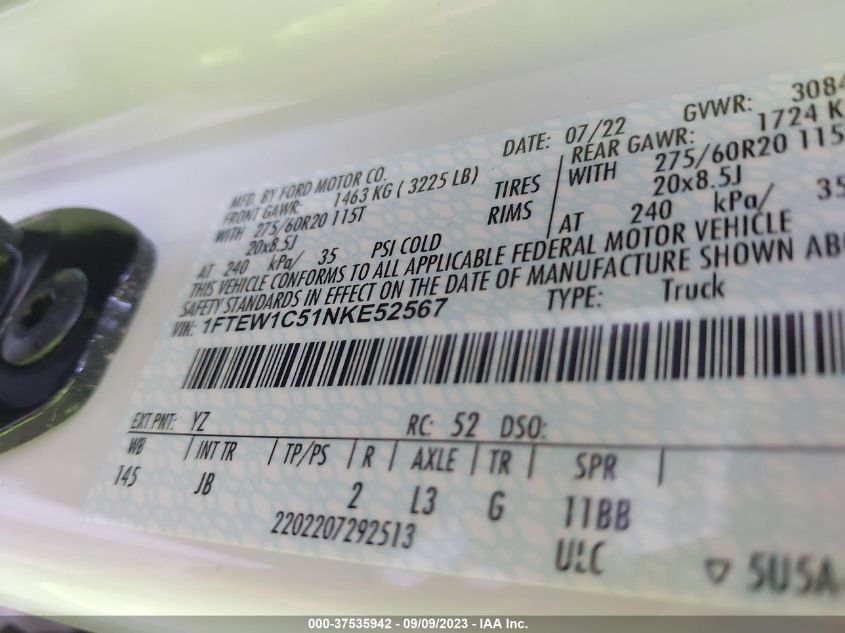 MFD. BY FORD MOTOR CO. DATE: 07/22 GVWR: 3084
FRONT GAWR: 1463 KG ( 3225 LB) REAR GAWR: 1724 K
WITH 275/60R20 115T TIRES WITH 275/60R20 115
20x8.5J RIMS 20x8.5J
AT 240 kPa/ 35 PSI COLD AT 240 kPa/ 35
THIS VEHICLE CONFORMS TO ALL APPLICABLE FEDERAL MOTOR VEHICLE
SAFETY STANDARDS IN EFFECT ON THE DATE OF MANUFACTURE SHOWN ABO
VIN: 1FTEW1C51NKE52567 TYPE: Truck
EXT PNT: YZ RC: 52 DSO:
WB | INT TR | TP/PS | R | AXLE | TR | SPR |
145 JB 2 L3 G 11BB
2202207292513 ULC ▽ 5U5A
000-37535942 - 09/09/2023 - IAA Inc.